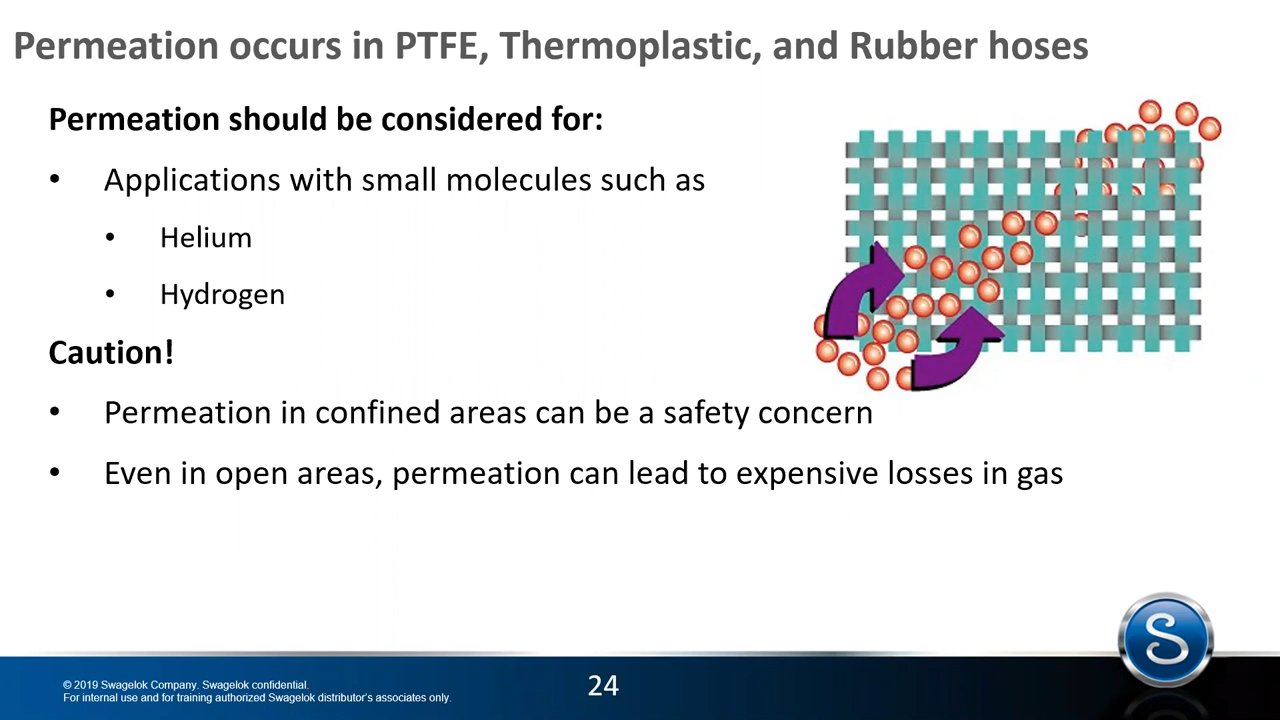 Permeation occurs in PTFE, Thermoplastic, and Rubber hoses
Permeation should be considered for:
• Applications with small molecules such as
• Helium
• Hydrogen
Caution!
• Permeation in confined areas can be a safety concern
• Even in open areas, permeation can lead to expensive losses in gas
© 2019 Swagelok Company. Swagelok confidential.
For internal use and for training authorized Swagelok distributor's associates only.
24
S